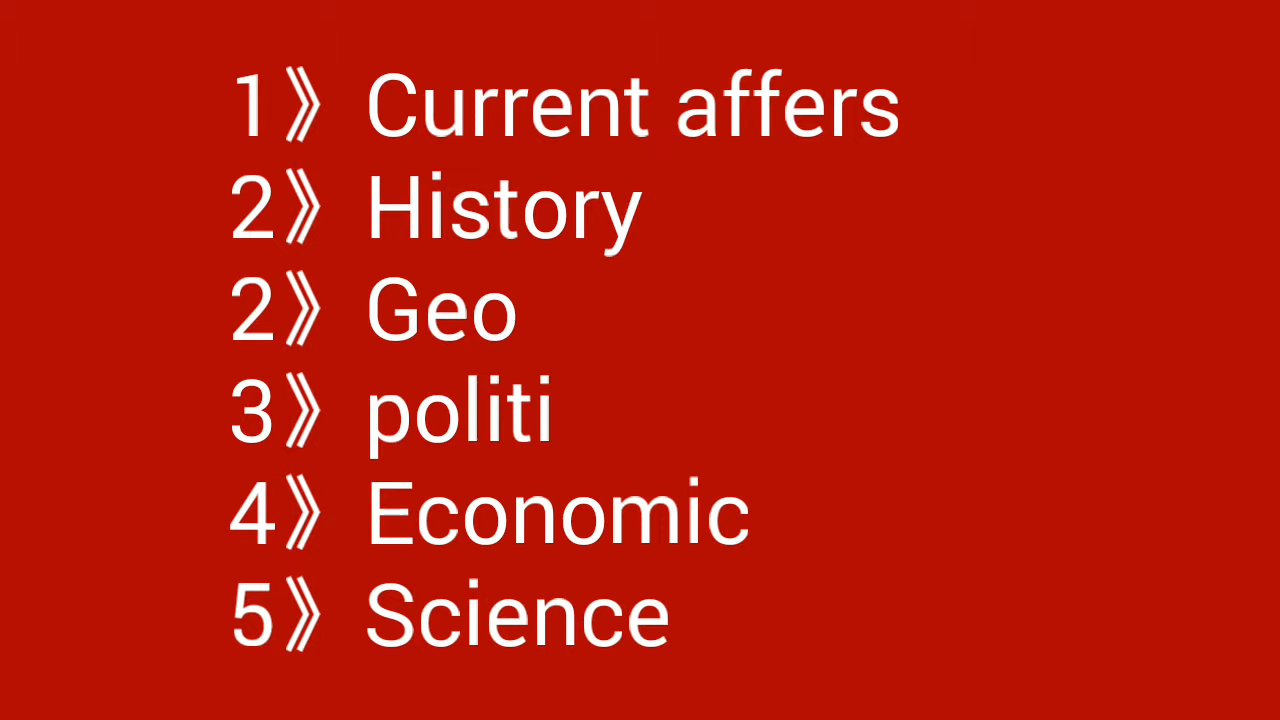 1》 Current affers
2》 History
2》 Geo
3》 politi
4》 Economic
5》 Science